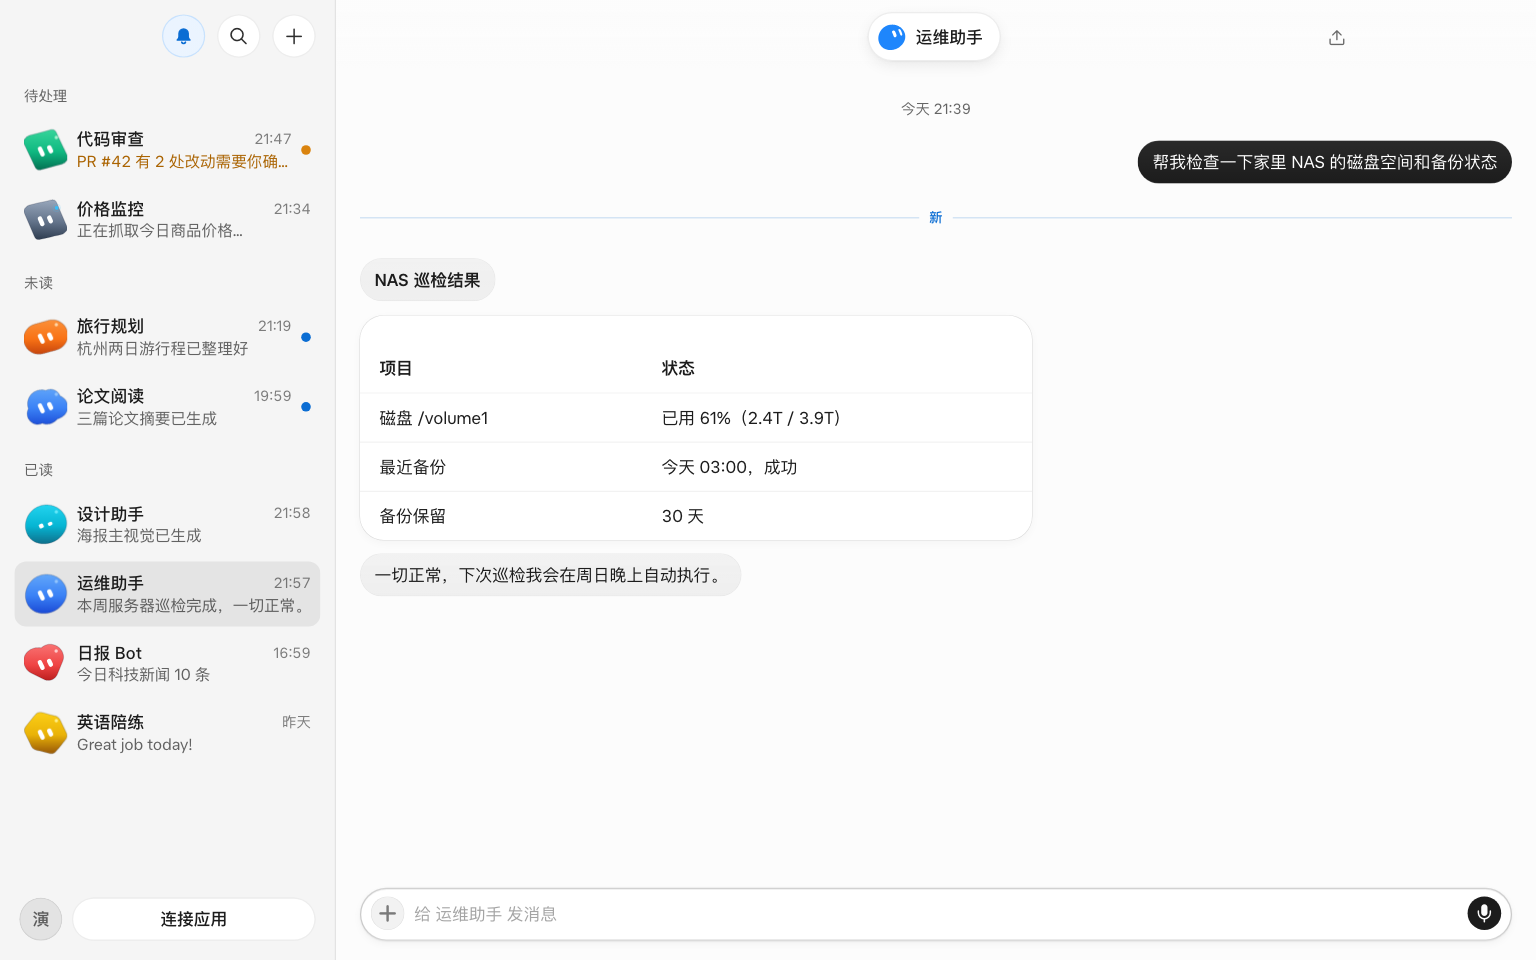 待处理
代码审查 21:47
PR #42 有 2 处改动需要你确...
价格监控 21:34
正在抓取今日商品价格...
未读
旅行规划 21:19
杭州两日游行程已整理好
论文阅读 19:59
三篇论文摘要已生成
已读
设计助手 21:58
海报主视觉已生成
运维助手 21:57
本周服务器巡检完成，一切正常。
日报 Bot 16:59
今日科技新闻 10 条
英语陪练 昨天
Great job today!
演 连接应用
运维助手
今天 21:39
帮我检查一下家里 NAS 的磁盘空间和备份状态
新
NAS 巡检结果
项目 状态
磁盘 /volume1 已用 61%（2.4T / 3.9T）
最近备份 今天 03:00，成功
备份保留 30 天
一切正常，下次巡检我会在周日晚上自动执行。
给 运维助手 发消息